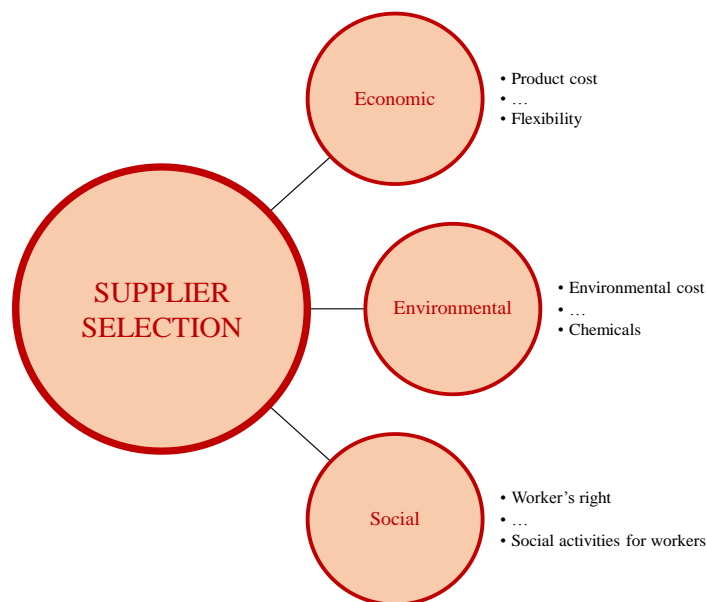 Economic
• Product cost
• …
• Flexibility
SUPPLIER
SELECTION
Environmental
• Environmental cost
• …
• Chemicals
Social
• Worker’s right
• …
• Social activities for workers